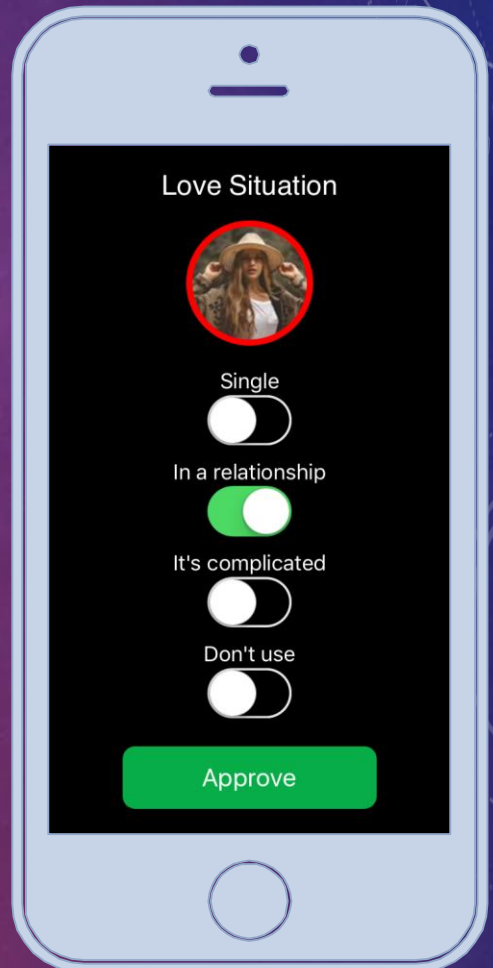 Love Situation
Single
In a relationship
It's complicated
Don't use
Approve